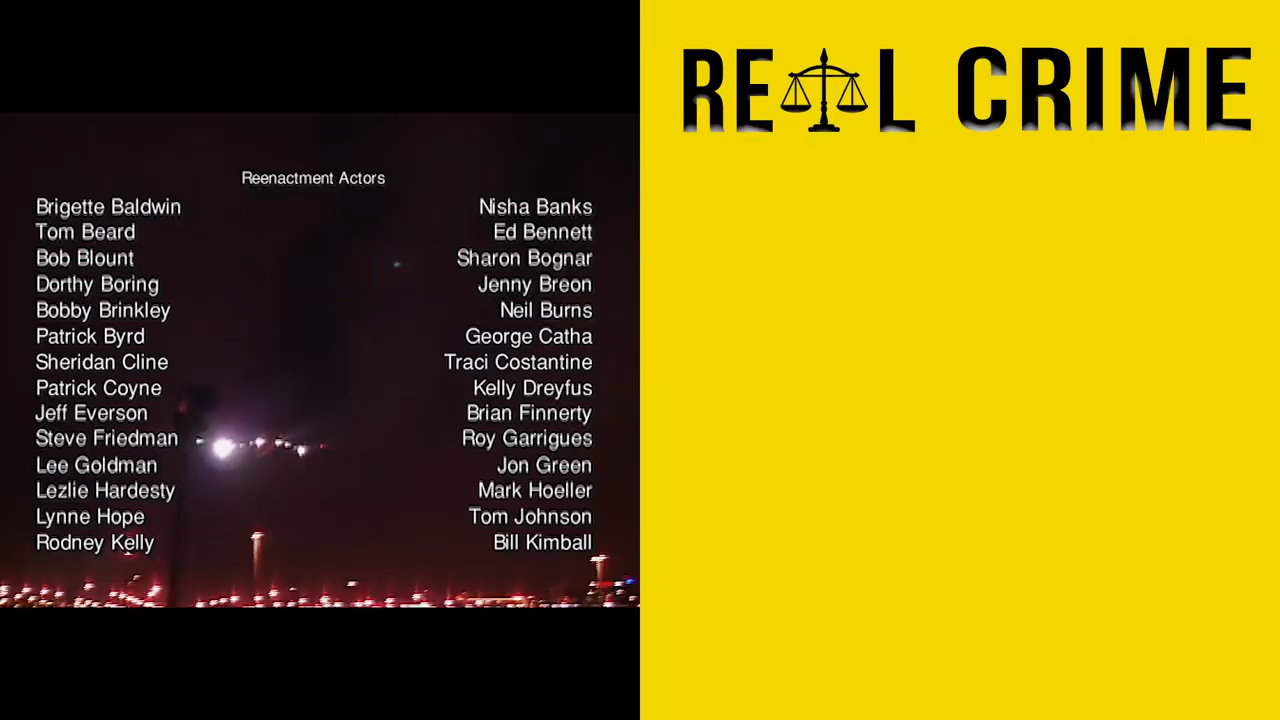 REAL CRIME
Reenactment Actors
Brigette Baldwin Nisha Banks
Tom Beard Ed Bennett
Bob Blount Sharon Bognar
Dorthy Boring Jenny Breon
Bobby Brinkley Neil Burns
Patrick Byrd George Catha
Sheridan Cline Traci Costantine
Patrick Coyne Kelly Dreyfus
Jeff Everson Brian Finnerty
Steve Friedman Roy Garrigues
Lee Goldman Jon Green
Lezlie Hardesty Mark Hoeller
Lynne Hope Tom Johnson
Rodney Kelly Bill Kimball